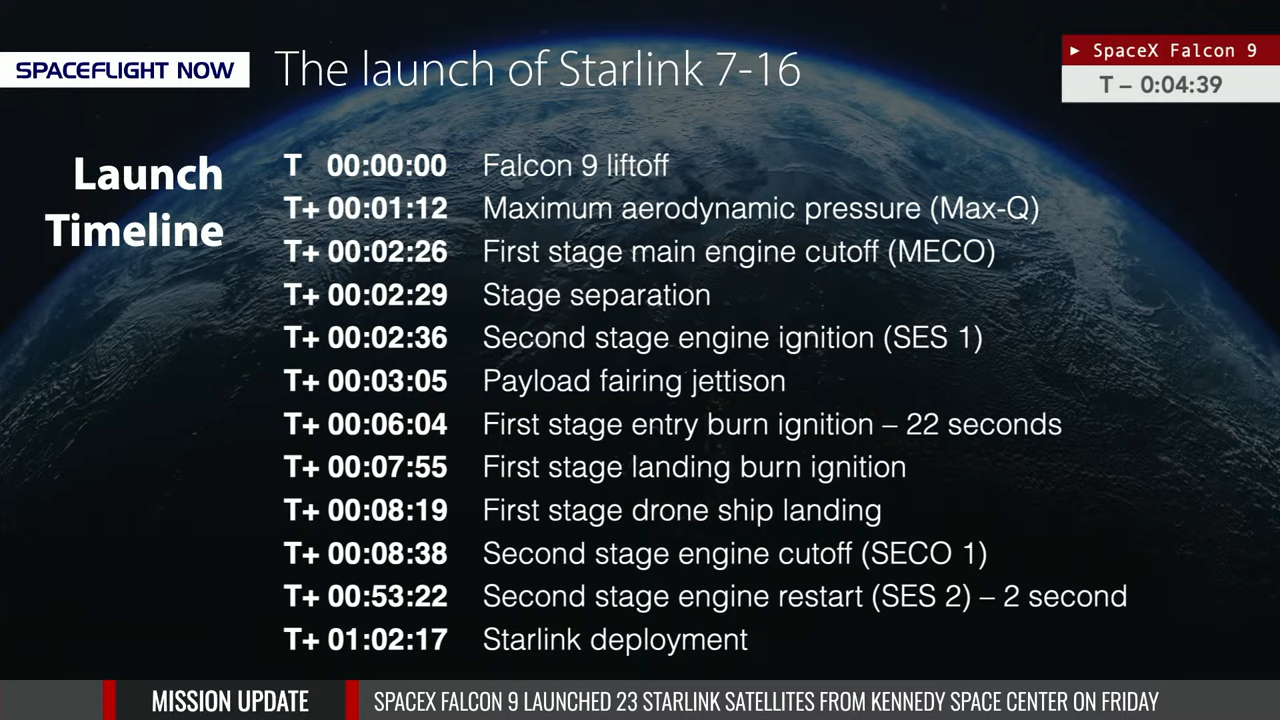 SPACEFLIGHT NOW
The launch of Starlink 7-16
▸ SpaceX Falcon 9
T – 0:04:39
Launch
Timeline
T 00:00:00 Falcon 9 liftoff
T+ 00:01:12 Maximum aerodynamic pressure (Max-Q)
T+ 00:02:26 First stage main engine cutoff (MECO)
T+ 00:02:29 Stage separation
T+ 00:02:36 Second stage engine ignition (SES 1)
T+ 00:03:05 Payload fairing jettison
T+ 00:06:04 First stage entry burn ignition – 22 seconds
T+ 00:07:55 First stage landing burn ignition
T+ 00:08:19 First stage drone ship landing
T+ 00:08:38 Second stage engine cutoff (SECO 1)
T+ 00:53:22 Second stage engine restart (SES 2) – 2 second
T+ 01:02:17 Starlink deployment
MISSION UPDATE
SPACEX FALCON 9 LAUNCHED 23 STARLINK SATELLITES FROM KENNEDY SPACE CENTER ON FRIDAY